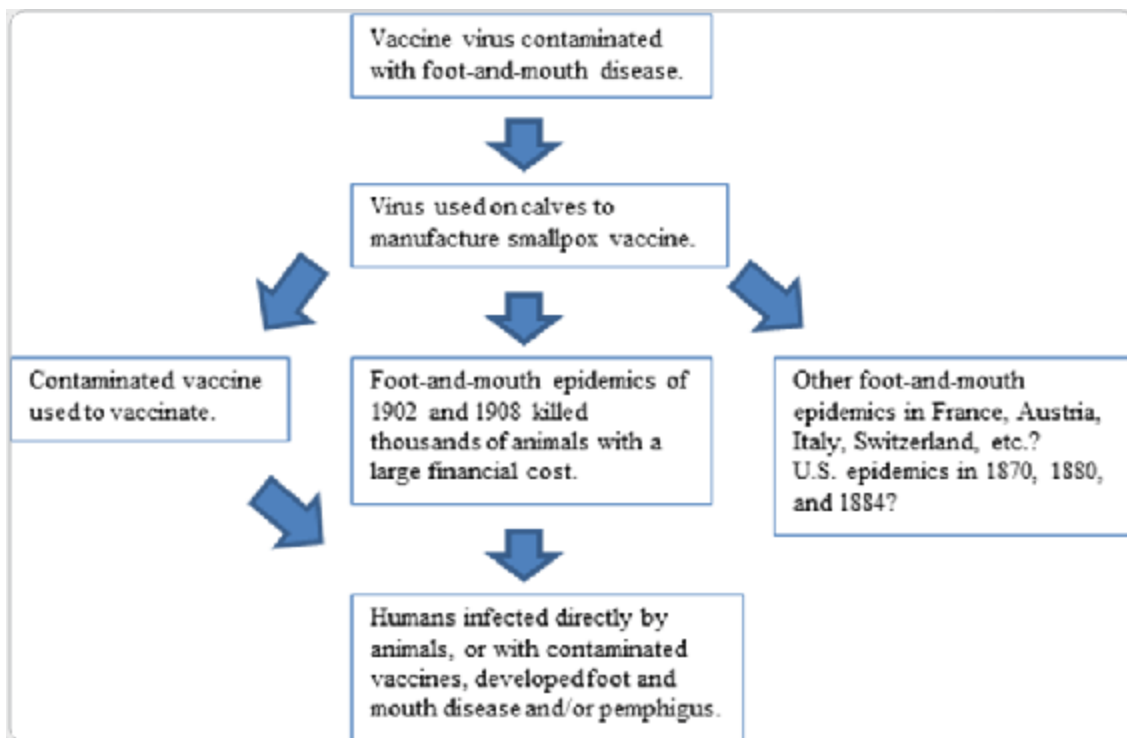 Vaccine virus contaminated
with foot-and-mouth disease.
Virus used on calves to
manufacture smallpox vaccine.
Contaminated vaccine
used to vaccinate.
Foot-and-mouth epidemics of
1902 and 1908 killed
thousands of animals with a
large financial cost.
Other foot-and-mouth
epidemics in France, Austria,
Italy, Switzerland, etc.?
U.S. epidemics in 1870, 1880,
and 1884?
Humans infected directly by
animals, or with contaminated
vaccines, developed foot and
mouth disease and/or pemphigus.